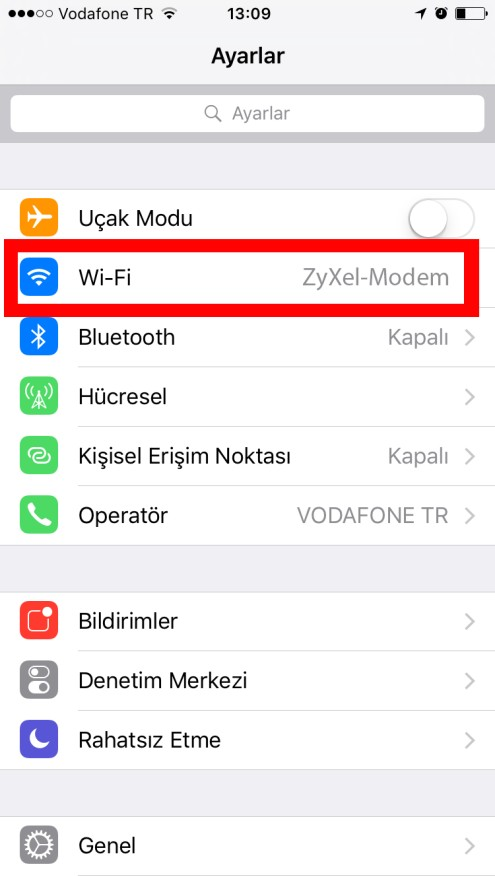 Vodafone TR 13:09
Ayarlar
Ayarlar
Uçak Modu
Wi-Fi ZyXel-Modem
Bluetooth Kapalı
Hücresel
Kişisel Erişim Noktası Kapalı
Operatör VODAFONE TR
Bildirimler
Denetim Merkezi
Rahatsız Etme
Genel